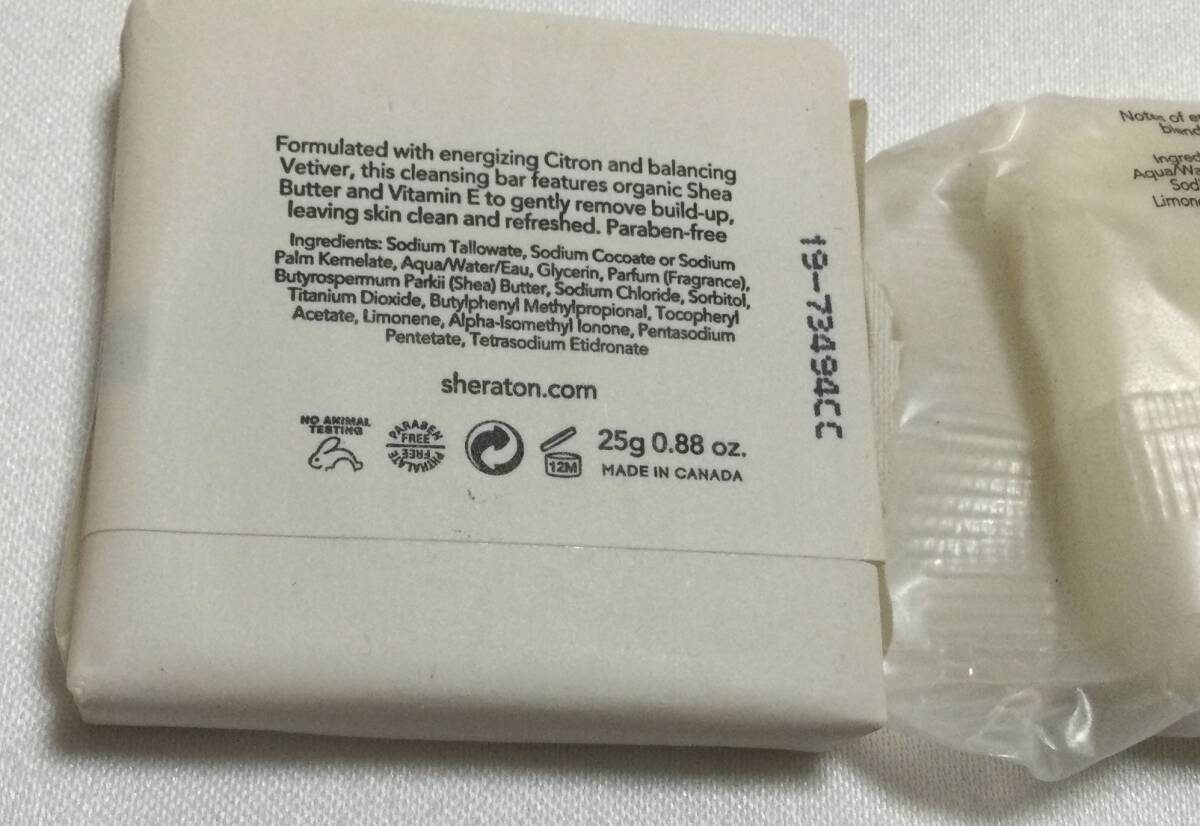 Formulated with energizing Citron and balancing
Vetiver, this cleansing bar features organic Shea
Butter and Vitamin E to gently remove build-up,
leaving skin clean and refreshed. Paraben-free
Ingredients: Sodium Tallowate, Sodium Cocoate or Sodium
Palm Kernelate, Aqua/Water/Eau, Glycerin, Parfum (Fragrance),
Butyrospermum Parkii (Shea) Butter, Sodium Chloride, Sorbitol,
Titanium Dioxide, Butylphenyl Methylpropional, Tocopheryl
Acetate, Limonene, Alpha-Isomethyl Ionone, Pentasodium
Pentetate, Tetrasodium Etidronate
sheraton.com
NO ANIMAL
TESTING
PARABEN
FREE
PHTHALATE
FREE
12M
25g 0.88 oz.
MADE IN CANADA
Notes of
blend
Ingred
Aqua/Wa
Sod
Limon